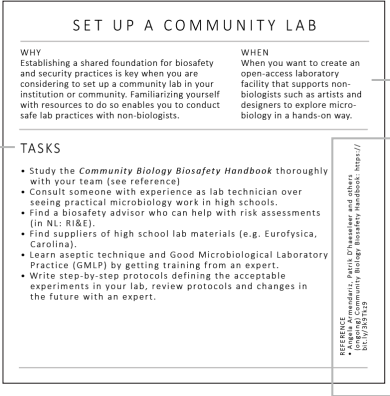 SET UP A COMMUNITY LAB
WHY
Establishing a shared foundation for biosafety
and security practices is key when you are
considering to set up a community lab in your
institution or community. Familiarizing yourself
with resources to do so enables you to conduct
safe lab practices with non-biologists.
WHEN
When you want to create an
open-access laboratory
facility that supports non-
biologists such as artists and
designers to explore micro-
biology in a hands-on way.
TASKS
• Study the Community Biology Biosafety Handbook thoroughly
with your team (see reference)
• Consult someone with experience as lab technician over
seeing practical microbiology work in high schools.
• Find a biosafety advisor who can help with risk assessments
(in NL: RI&E).
• Find suppliers of high school lab materials (e.g. Eurofysica,
Carolina).
• Learn aseptic technique and Good Microbiological Laboratory
Practice (GMLP) by getting training from an expert.
• Write step-by-step protocols defining the acceptable
experiments in your lab, review protocols and changes in
the future with an expert.
REFERENCE
• Angela Armendariz, Patrik D'haeseleer and others
(ongoing) Community Biology Biosafety Handbook: https://
bit.ly/3k9Tkz9